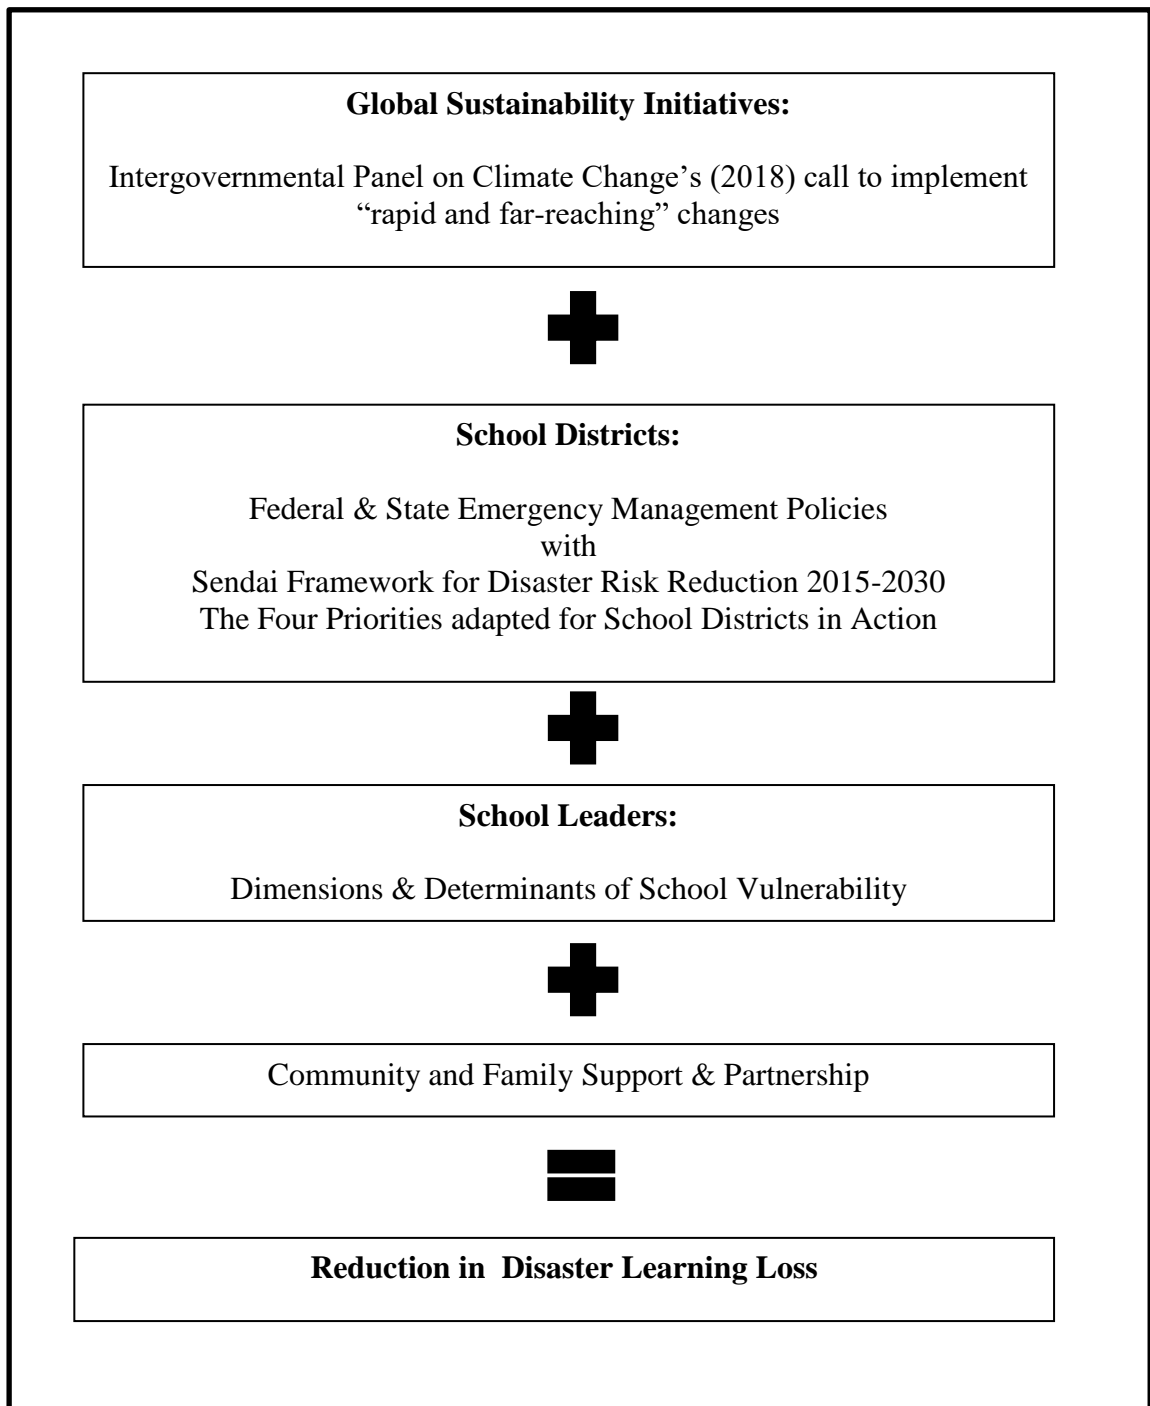 Global Sustainability Initiatives:
Intergovernmental Panel on Climate Change’s (2018) call to implement
“rapid and far-reaching” changes
School Districts:
Federal & State Emergency Management Policies
with
Sendai Framework for Disaster Risk Reduction 2015-2030
The Four Priorities adapted for School Districts in Action
School Leaders:
Dimensions & Determinants of School Vulnerability
Community and Family Support & Partnership
Reduction in  Disaster Learning Loss